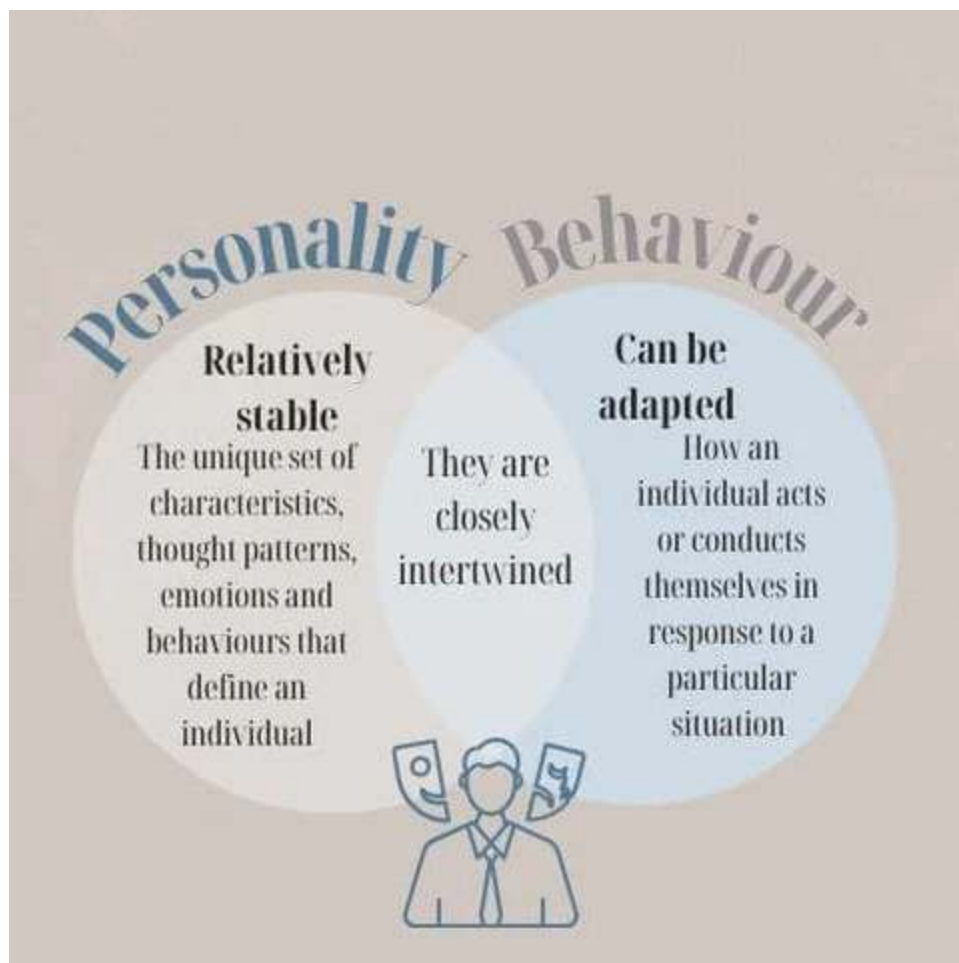 Personality
Relatively
stable
The unique set of
characteristics,
thought patterns,
emotions and
behaviours that
define an
individual
They are
closely
intertwined
Behaviour
Can be
adapted
How an
individual acts
or conducts
themselves in
response to a
particular
situation